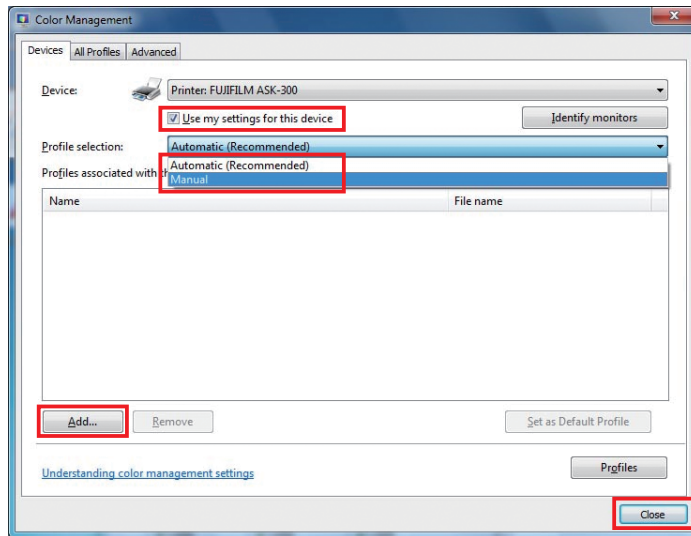 Color Management
Devices All Profiles Advanced
Device: Printer: FUJIFILM ASK-300
Use my settings for this device Identify monitors
Profile selection: Automatic (Recommended)
Automatic (Recommended)
Profiles associated with
Manual
Name File name
Add... Remove Set as Default Profile
Understanding color management settings Profiles
Close